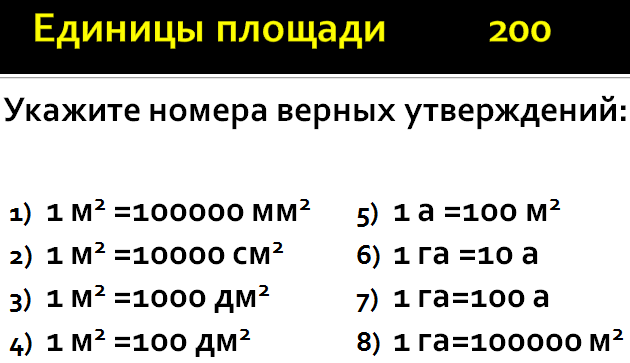 Единицы площади 200
Укажите номера верных утверждений:
1) 1 м² =100000 мм²
2) 1 м² =10000 см²
3) 1 м² =1000 дм²
4) 1 м² =100 дм²
5) 1 а =100 м²
6) 1 га =10 а
7) 1 га=100 а
8) 1 га=100000 м²